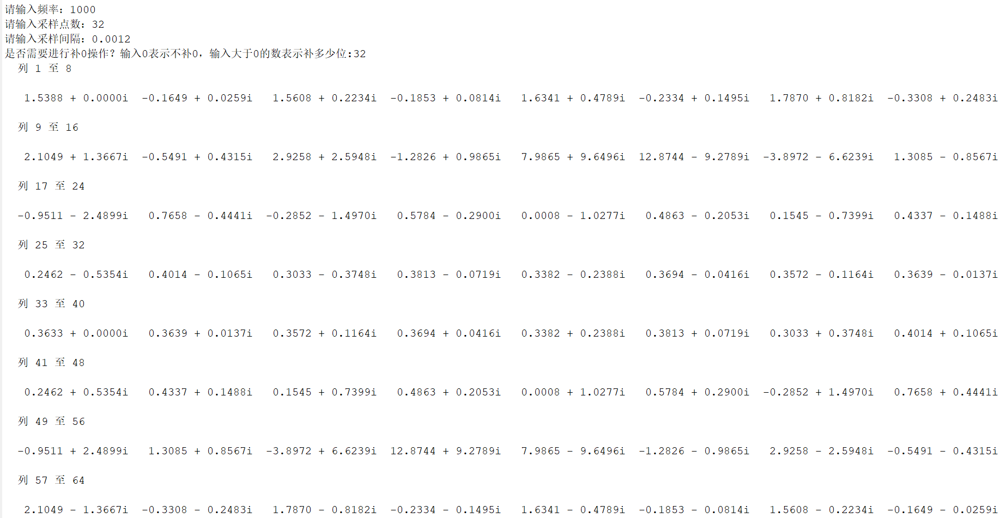 请输入频率：1000
请输入采样点数：32
请输入采样间隔：0.0012
是否需要进行补0操作？输入0表示不补0，输入大于0的数表示补多少位:32
列 1 至 8
1.5388 + 0.0000i  -0.1649 + 0.0259i   1.5608 + 0.2234i  -0.1853 + 0.0814i   1.6341 + 0.4789i  -0.2334 + 0.1495i   1.7870 + 0.8182i  -0.3308 + 0.2483i
列 9 至 16
2.1049 + 1.3667i  -0.5491 + 0.4315i   2.9258 + 2.5948i  -1.2826 + 0.9865i   7.9865 + 9.6496i  12.8744 - 9.2789i  -3.8972 - 6.6239i   1.3085 - 0.8567i
列 17 至 24
-0.9511 - 2.4899i   0.7658 - 0.4441i  -0.2852 - 1.4970i   0.5784 - 0.2900i   0.0008 - 1.0277i   0.4863 - 0.2053i   0.1545 - 0.7399i   0.4337 - 0.1488i
列 25 至 32
0.2462 - 0.5354i   0.4014 - 0.1065i   0.3033 - 0.3748i   0.3813 - 0.0719i   0.3382 - 0.2388i   0.3694 - 0.0416i   0.3572 - 0.1164i   0.3639 - 0.0137i
列 33 至 40
0.3633 + 0.0000i   0.3639 + 0.0137i   0.3572 + 0.1164i   0.3694 + 0.0416i   0.3382 + 0.2388i   0.3813 + 0.0719i   0.3033 + 0.3748i   0.4014 + 0.1065i
列 41 至 48
0.2462 + 0.5354i   0.4337 + 0.1488i   0.1545 + 0.7399i   0.4863 + 0.2053i   0.0008 + 1.0277i   0.5784 + 0.2900i  -0.2852 + 1.4970i   0.7658 + 0.4441i
列 49 至 56
-0.9511 + 2.4899i   1.3085 + 0.8567i  -3.8972 + 6.6239i  12.8744 + 9.2789i   7.9865 - 9.6496i  -1.2826 - 0.9865i   2.9258 - 2.5948i  -0.5491 - 0.4315i
列 57 至 64
2.1049 - 1.3667i  -0.3308 - 0.2483i   1.7870 - 0.8182i  -0.2334 - 0.1495i   1.6341 - 0.4789i  -0.1853 - 0.0814i   1.5608 - 0.2234i  -0.1649 - 0.0259i